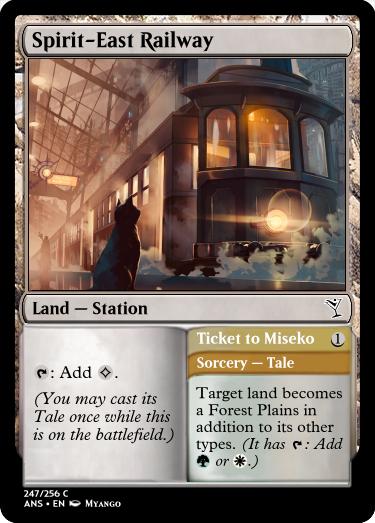 Spirit-East Railway
Land — Station
: Add .
(You may cast its
Tale once while this
is on the battlefield.)
Ticket to Miseko 1
Sorcery — Tale
Target land becomes
a Forest Plains in
addition to its other
types. (It has : Add
 or .)
247/256 C
ANS • EN Myango